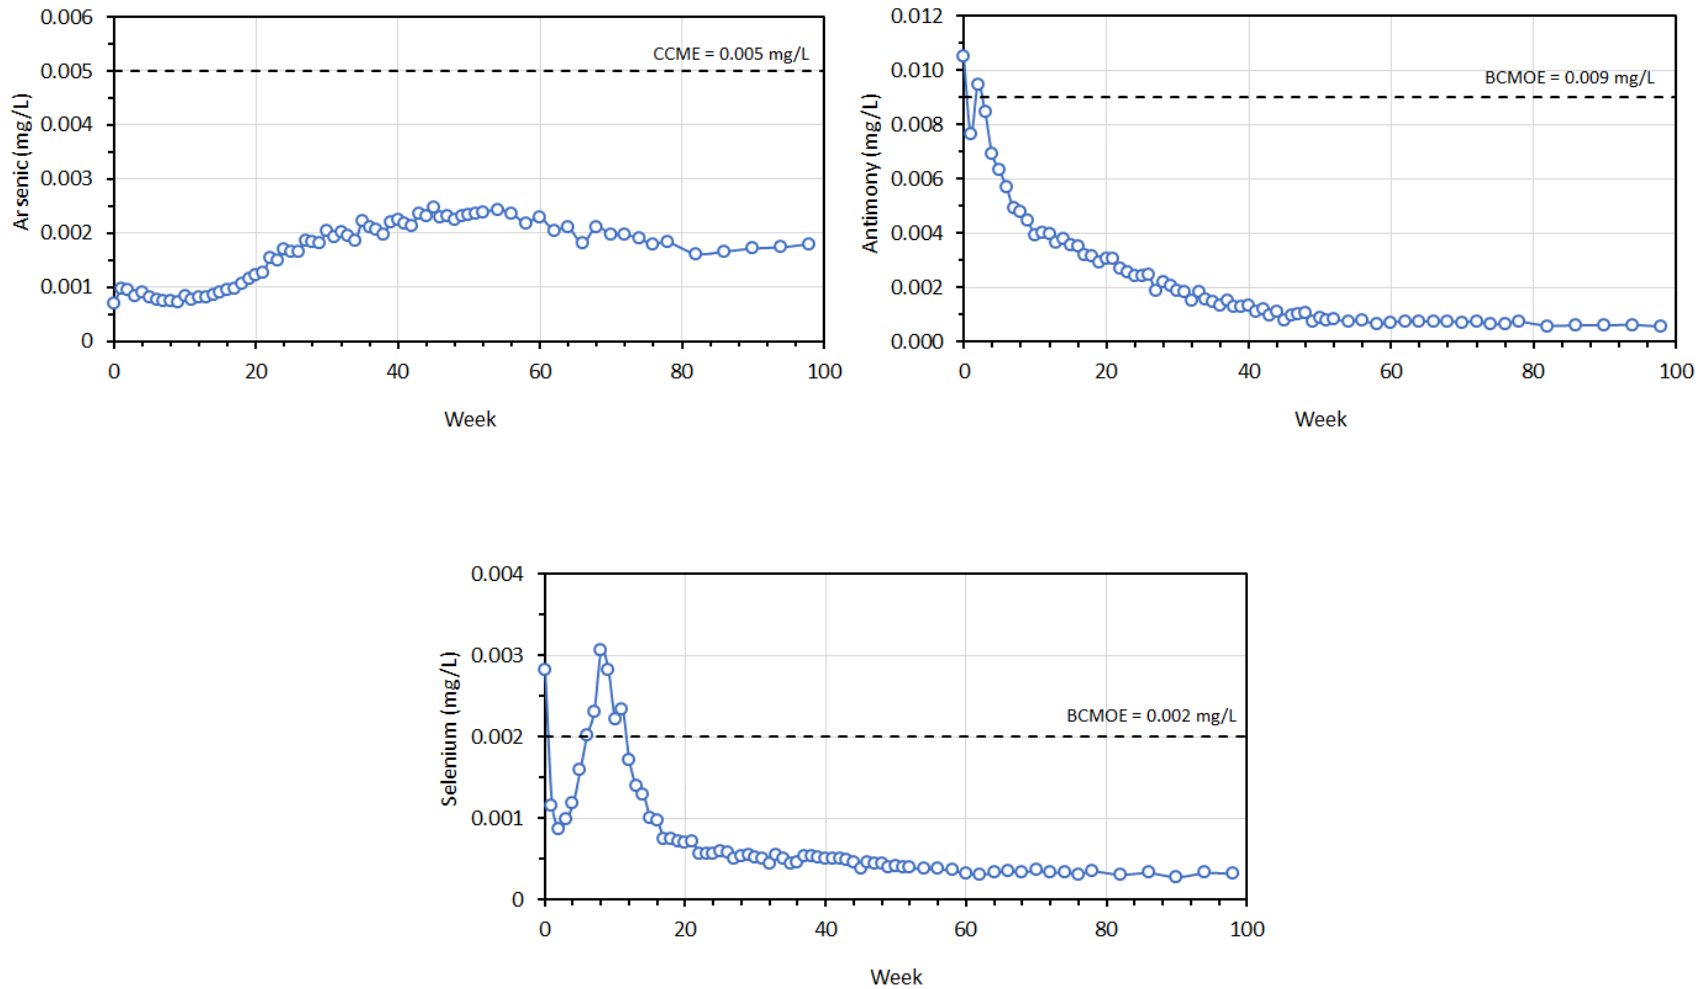 0.006
0.005
0.004
0.003
0.002
0.001
0
Arsenic (mg/L)
CCME = 0.005 mg/L
0 20 40 60 80 100
Week
0.012
0.010
0.008
0.006
0.004
0.002
0.000
Antimony (mg/L)
BCMOE = 0.009 mg/L
0 20 40 60 80 100
Week
0.004
0.003
0.002
0.001
0
Selenium (mg/L)
BCMOE = 0.002 mg/L
0 20 40 60 80 100
Week